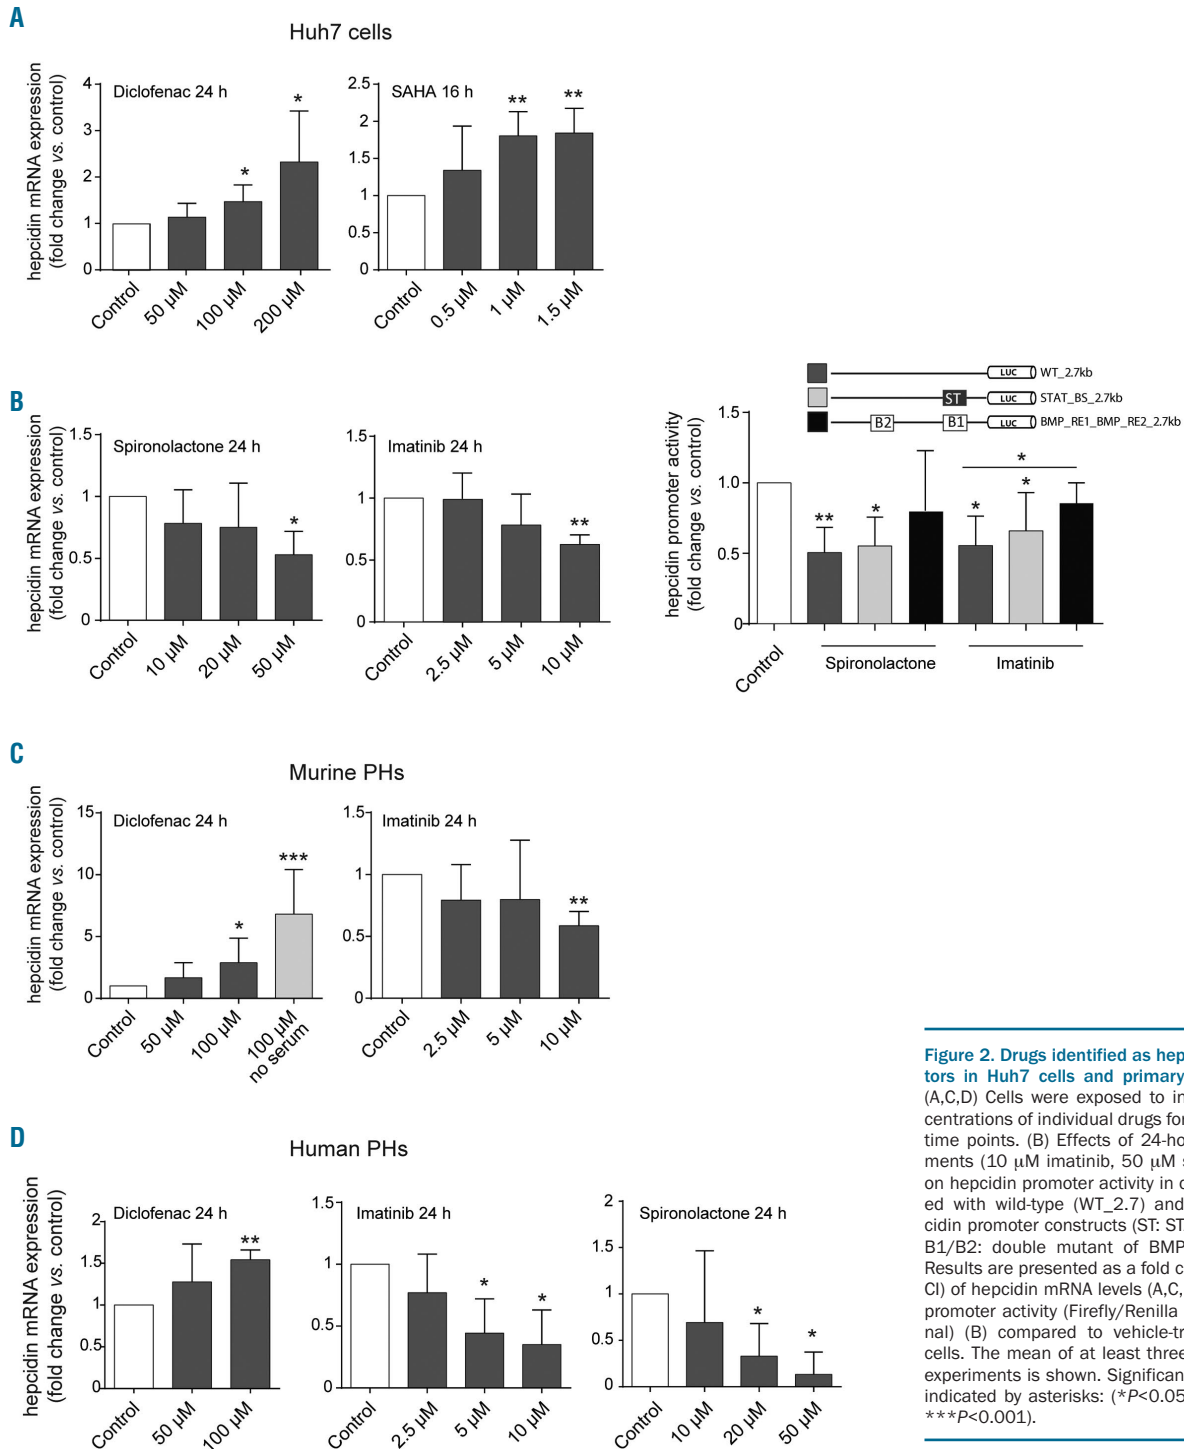 A
Huh7 cells
hepcidin mRNA expression
(fold change vs. control)
Diclofenac 24 h
4
3
2
1
0
*
*
Control
50 µM
100 µM
200 µM
SAHA 16 h
2.5
2
1.5
1
0.5
0
**
**
Control
0.5 µM
1 µM
1.5 µM
B
hepcidin mRNA expression
(fold change vs. control)
Spironolactone 24 h
1.5
1
0.5
0
*
Control
10 µM
20 µM
50 µM
Imatinib 24 h
1.5
1
0.5
0
**
Control
2.5 µM
5 µM
10 µM
LUC WT_2.7kb
ST LUC STAT_BS_2.7kb
B2 B1 LUC BMP_RE1_BMP_RE2_2.7kb
hepcidin promoter activity
(fold change vs. control)
1.5
1.0
0.5
0
**
*
*
*
*
Control
Spironolactone
Imatinib
C
Murine PHs
hepcidin mRNA expression
(fold change vs. control)
Diclofenac 24 h
15
10
5
0
*
***
Control
50 µM
100 µM
100 µM
no serum
Imatinib 24 h
1.5
1
0.5
0
**
Control
2.5 µM
5 µM
10 µM
D
Human PHs
hepcidin mRNA expression
(fold change vs. control)
Diclofenac 24 h
2
1.5
1
0.5
0
**
Control
50 µM
100 µM
Imatinib 24 h
1.5
1
0.5
0
*
*
Control
2.5 µM
5 µM
10 µM
Spironolactone 24 h
2
1.5
1
0.5
0
*
*
Control
10 µM
20 µM
50 µM
Figure 2. Drugs identified as hep
tors in Huh7 cells and primary
(A,C,D) Cells were exposed to in
centrations of individual drugs for
time points. (B) Effects of 24-ho
ments (10 µM imatinib, 50 µM s
on hepcidin promoter activity in c
ed with wild-type (WT_2.7) and
cidin promoter constructs (ST: ST
B1/B2: double mutant of BMP
Results are presented as a fold c
CI) of hepcidin mRNA levels (A,C,
promoter activity (Firefly/Renilla
nal) (B) compared to vehicle-tr
cells. The mean of at least three
experiments is shown. Significan
indicated by asterisks: (*P<0.05
***P<0.001).